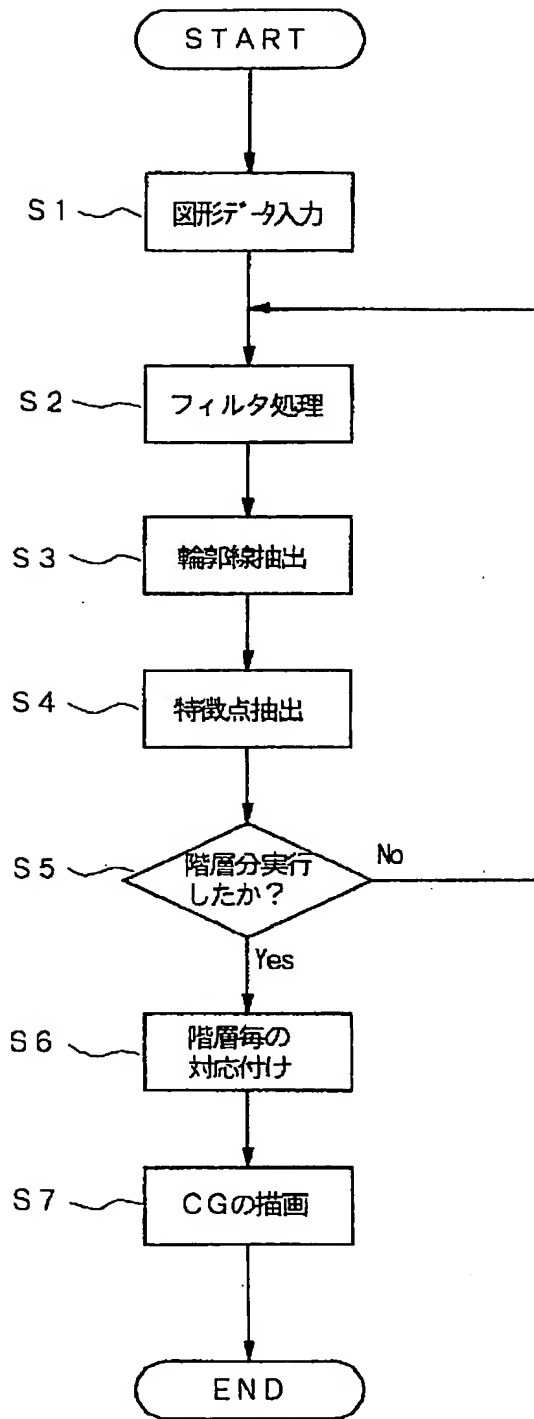 START
S1
図形データ入力
S2
フィルタ処理
S3
輪郭線抽出
S4
特徴点抽出
S5
階層分実行
したか?
No
Yes
S6
階層毎の
対応付け
S7
CGの描画
END